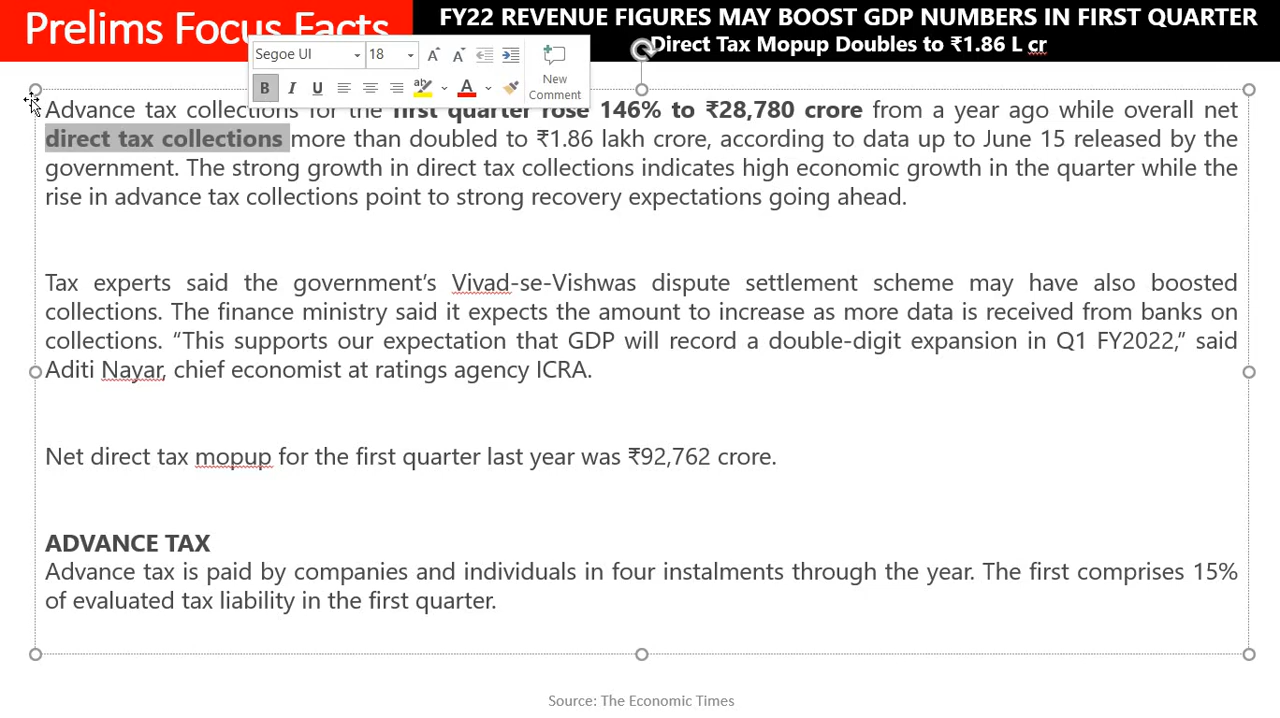 Prelims Focus Facts
FY22 REVENUE FIGURES MAY BOOST GDP NUMBERS IN FIRST QUARTER
Direct Tax Mopup Doubles to ₹1.86 L cr
Segoe UI 18
B I U A New Comment
Advance tax collections for the first quarter rose 146% to ₹28,780 crore from a year ago while overall net
direct tax collections more than doubled to ₹1.86 lakh crore, according to data up to June 15 released by the
government. The strong growth in direct tax collections indicates high economic growth in the quarter while the
rise in advance tax collections point to strong recovery expectations going ahead.
Tax experts said the government’s Vivad-se-Vishwas dispute settlement scheme may have also boosted
collections. The finance ministry said it expects the amount to increase as more data is received from banks on
collections. “This supports our expectation that GDP will record a double-digit expansion in Q1 FY2022,” said
Aditi Nayar, chief economist at ratings agency ICRA.
Net direct tax mopup for the first quarter last year was ₹92,762 crore.
ADVANCE TAX
Advance tax is paid by companies and individuals in four instalments through the year. The first comprises 15%
of evaluated tax liability in the first quarter.
Source: The Economic Times